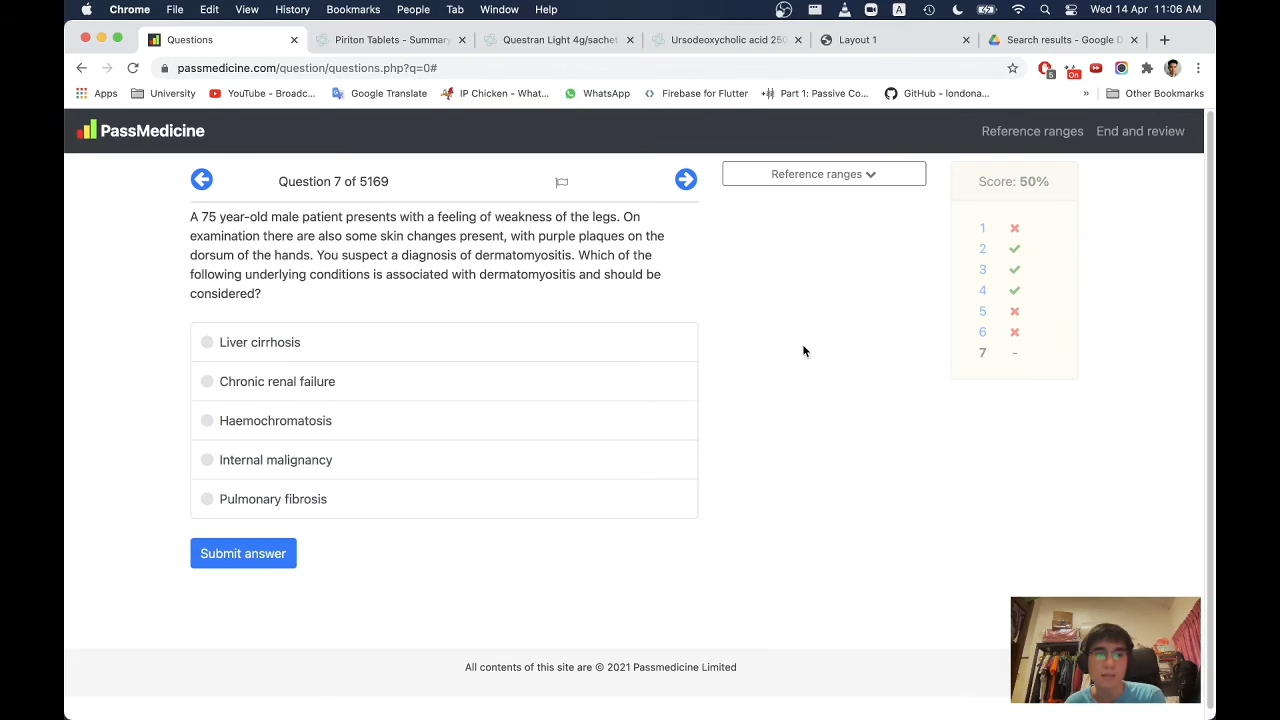 Chrome File Edit View History Bookmarks People Tab Window Help Wed 14 Apr 11:06 AM
Questions Piriton Tablets - Summary Questran Light 4g/sachet Ursodeoxycholic acid 250 Search results - Google D
passmedicine.com/question/questions.php?q=0# 5 On
Apps University YouTube - Broadc... Google Translate IP Chicken - What... WhatsApp Firebase for Flutter Part 1: Passive Co... GitHub - londona... » Other Bookmarks
PassMedicine Reference ranges End and review
Question 7 of 5169 Reference ranges Score: 50%
A 75 year-old male patient presents with a feeling of weakness of the legs. On
examination there are also some skin changes present, with purple plaques on the
dorsum of the hands. You suspect a diagnosis of dermatomyositis. Which of the
following underlying conditions is associated with dermatomyositis and should be
considered?
Liver cirrhosis
Chronic renal failure
Haemochromatosis
Internal malignancy
Pulmonary fibrosis
Submit answer
1
2
3
4
5
6
7 -
All contents of this site are © 2021 Passmedicine Limited